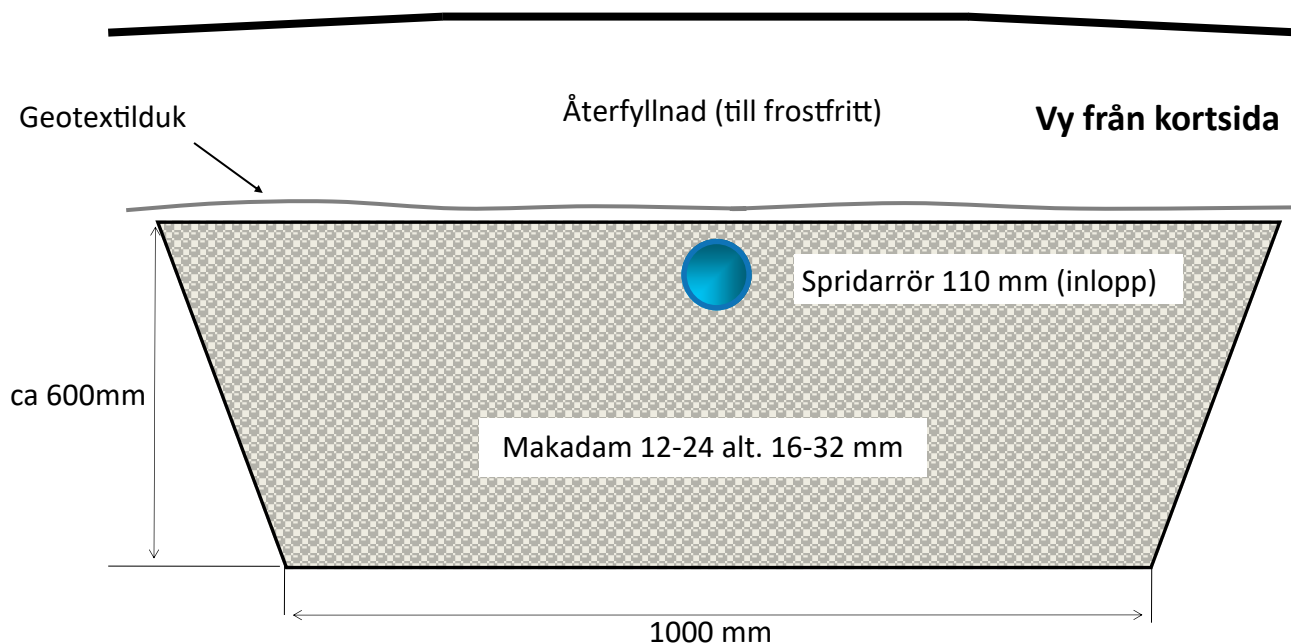 Återfyllnad (till frostfritt)
Vy från kortsida
Geotextilduk
Spridarrör 110 mm (inlopp)
ca 600mm
Makadam 12-24 alt. 16-32 mm
1000 mm